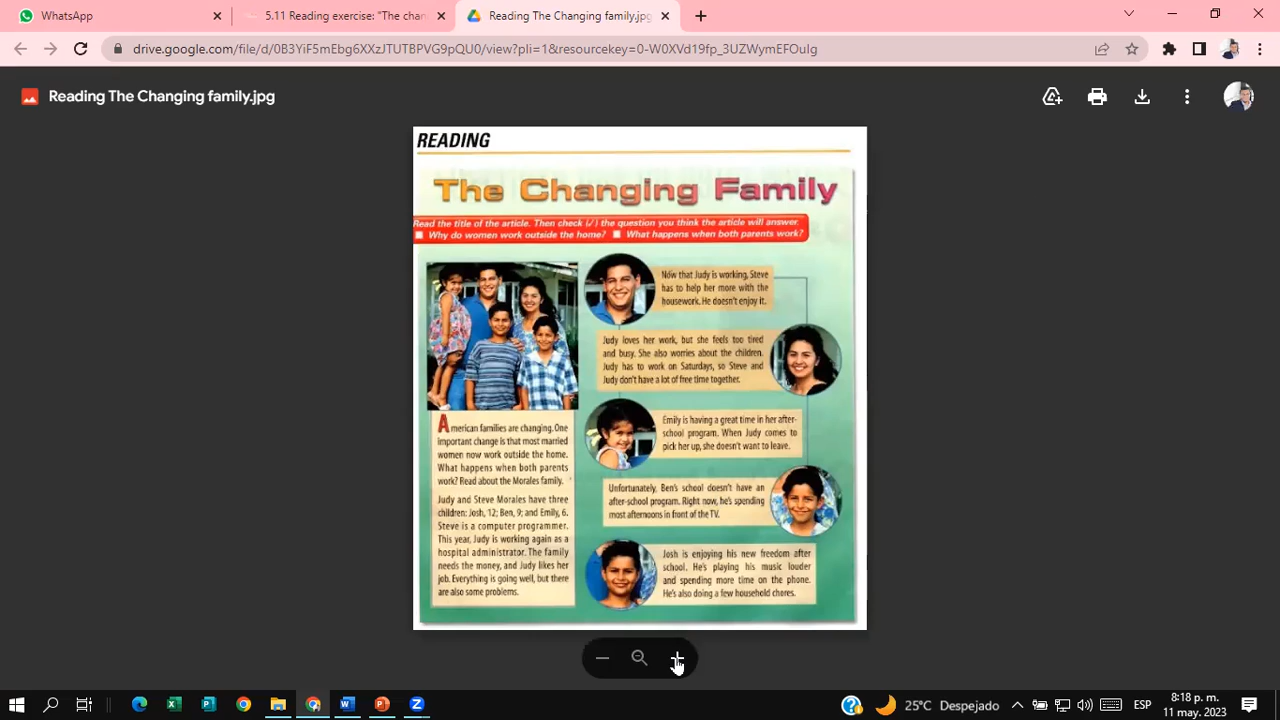 WhatsApp
5.11 Reading exercise: "The chan
Reading The Changing family.jpg
drive.google.com/file/d/0B3YiF5mEbg6XXzJTUTBPVG9pQU0/view?pli=1&resourcekey=0-W0XVd19fp_3UZWymEFOulg
Reading The Changing family.jpg
READING
The Changing Family
Read the title of the article. Then check (✓) the question you think the article will answer.
Why do women work outside the home? What happens when both parents work?
American families are changing. One
important change is that most married
women now work outside the home.
What happens when both parents
work? Read about the Morales family.
Judy and Steve Morales have three
children: Josh, 12; Ben, 9; and Emily, 6.
Steve is a computer programmer.
This year, Judy is working again as a
hospital administrator. The family
needs the money, and Judy likes her
job. Everything is going well, but there
are also some problems.
Now that Judy is working, Steve
has to help her more with the
housework. He doesn't enjoy it.
Judy loves her work, but she feels too tired
and busy. She also worries about the children.
Judy has to work on Saturdays, so Steve and
Judy don't have a lot of free time together.
Emily is having a great time in her after-
school program. When Judy comes to
pick her up, she doesn't want to leave.
Unfortunately, Ben's school doesn't have an
after-school program. Right now, he's spending
most afternoons in front of the TV.
Josh is enjoying his new freedom after
school. He's playing his music louder
and spending more time on the phone.
He's also doing a few household chores.
25°C Despejado
ESP
8:18 p. m.
11 may. 2023